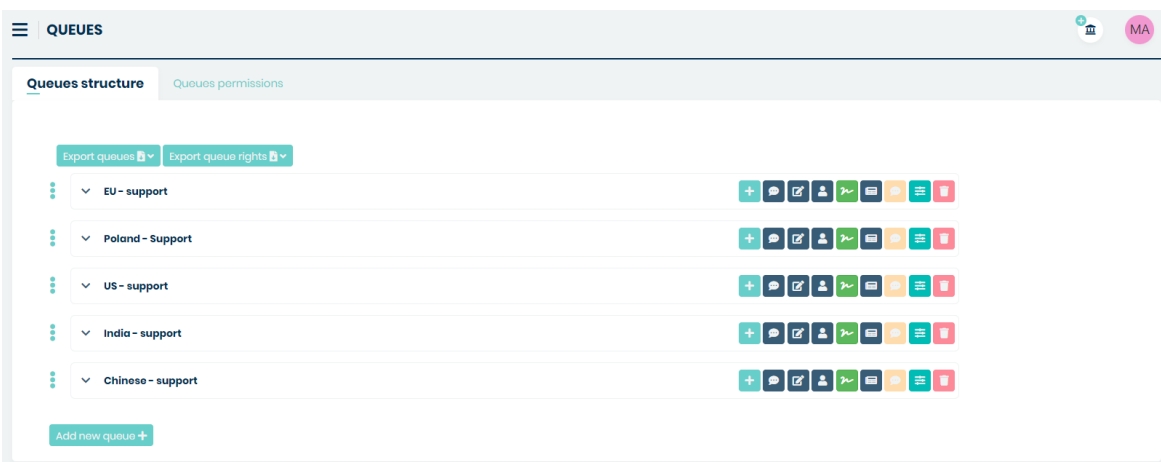 QUEUES
MA
Queues structure Queues permissions
Export queues Export queue rights
EU - support
Poland - Support
US - support
India - support
Chinese - support
Add new queue +